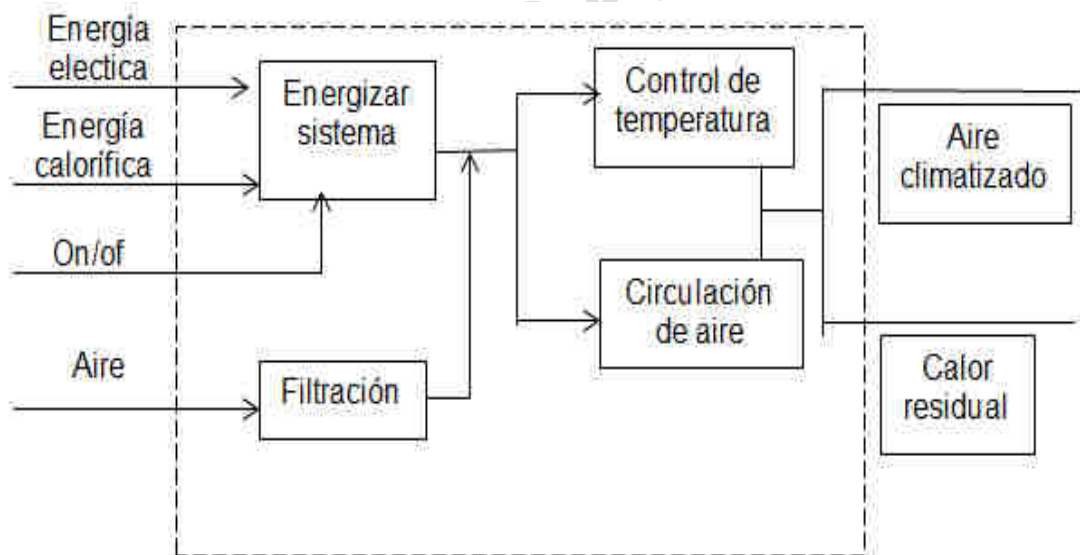 Energía
electica
Energizar
sistema
Control de
temperatura
Energía
calorífica
Aire
climatizado
On/of
Circulación
de aire
Aire
Filtración
Calor
residual